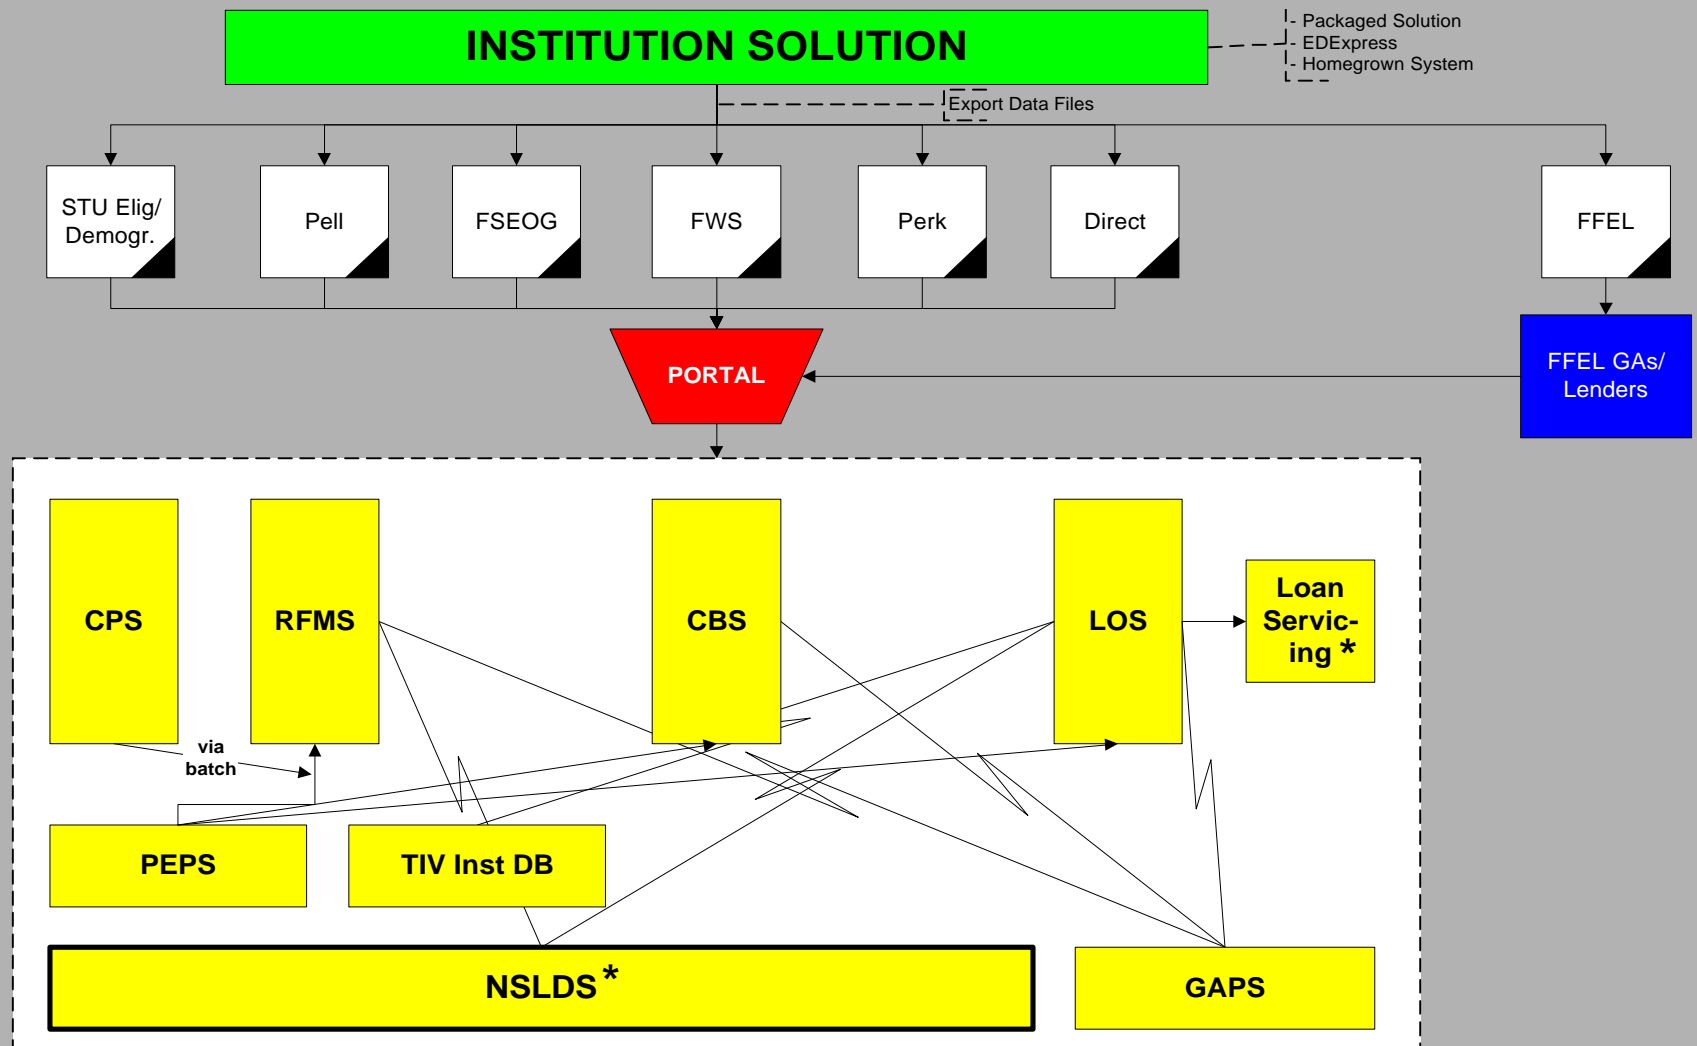 INSTITUTION SOLUTION
- Packaged Solution
- EDExpress
- Homegrown System
Export Data Files
STU Elig/
Demogr.
Pell
FSEOG
FWS
Perk
Direct
FFEL
PORTAL
FFEL GAs/
Lenders
CPS
RFMS
CBS
LOS
Loan
Servic-
ing *
via
batch
PEPS
TIV Inst DB
NSLDS *
GAPS